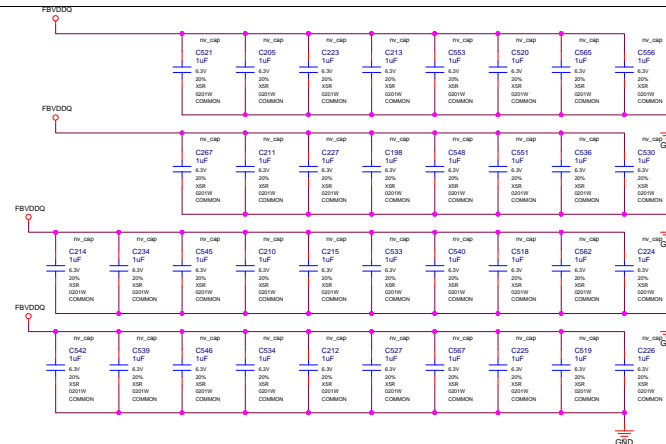 FBVDDQ
nv_cap nv_cap nv_cap nv_cap nv_cap nv_cap nv_cap nv_cap
C521 C205 C223 C213 C553 C520 C565 C556
1uF 1uF 1uF 1uF 1uF 1uF 1uF 1uF
6.3V 6.3V 6.3V 6.3V 6.3V 6.3V 6.3V 6.3V
20% 20% 20% 20% 20% 20% 20% 20%
X5R X5R X5R X5R X5R X5R X5R X5R
0201W 0201W 0201W 0201W 0201W 0201W 0201W 0201W
COMMON COMMON COMMON COMMON COMMON COMMON COMMON COMMON
FBVDDQ
nv_cap nv_cap nv_cap nv_cap nv_cap nv_cap nv_cap nv_cap
C267 C211 C227 C198 C548 C551 C536 C530
1uF 1uF 1uF 1uF 1uF 1uF 1uF 1uF
6.3V 6.3V 6.3V 6.3V 6.3V 6.3V 6.3V 6.3V
20% 20% 20% 20% 20% 20% 20% 20%
X5R X5R X5R X5R X5R X5R X5R X5R
0201W 0201W 0201W 0201W 0201W 0201W 0201W 0201W
COMMON COMMON COMMON COMMON COMMON COMMON COMMON COMMON
FBVDDQ
nv_cap nv_cap nv_cap nv_cap nv_cap nv_cap nv_cap nv_cap nv_cap nv_cap
C214 C234 C545 C210 C215 C533 C540 C518 C562 C224
1uF 1uF 1uF 1uF 1uF 1uF 1uF 1uF 1uF 1uF
6.3V 6.3V 6.3V 6.3V 6.3V 6.3V 6.3V 6.3V 6.3V 6.3V
20% 20% 20% 20% 20% 20% 20% 20% 20% 20%
X5R X5R X5R X5R X5R X5R X5R X5R X5R X5R
0201W 0201W 0201W 0201W 0201W 0201W 0201W 0201W 0201W 0201W
COMMON COMMON COMMON COMMON COMMON COMMON COMMON COMMON COMMON COMMON
FBVDDQ
nv_cap nv_cap nv_cap nv_cap nv_cap nv_cap nv_cap nv_cap nv_cap nv_cap
C542 C539 C546 C534 C212 C527 C567 C225 C519 C226
1uF 1uF 1uF 1uF 1uF 1uF 1uF 1uF 1uF 1uF
6.3V 6.3V 6.3V 6.3V 6.3V 6.3V 6.3V 6.3V 6.3V 6.3V
20% 20% 20% 20% 20% 20% 20% 20% 20% 20%
X5R X5R X5R X5R X5R X5R X5R X5R X5R X5R
0201W 0201W 0201W 0201W 0201W 0201W 0201W 0201W 0201W 0201W
COMMON COMMON COMMON COMMON COMMON COMMON COMMON COMMON COMMON COMMON
GND